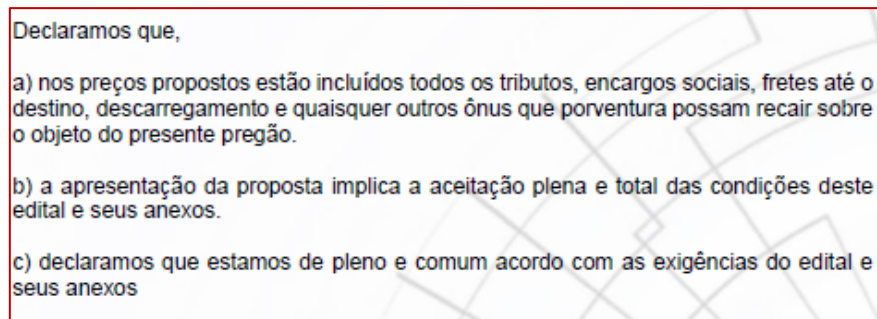 Declaramos que,
a) nos preços propostos estão incluídos todos os tributos, encargos sociais, fretes até o
destino, descarregamento e quaisquer outros ônus que porventura possam recair sobre
o objeto do presente pregão.
b) a apresentação da proposta implica a aceitação plena e total das condições deste
edital e seus anexos.
c) declaramos que estamos de pleno e comum acordo com as exigências do edital e
seus anexos